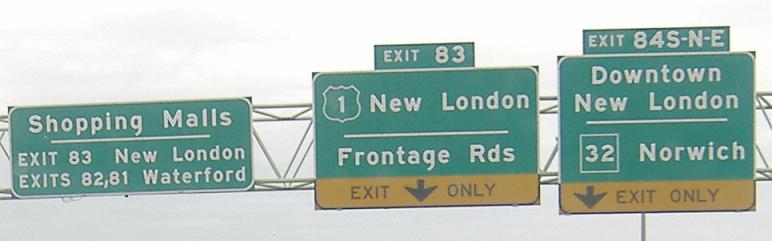 Shopping Malls
EXIT 83 New London
EXITS 82,81 Waterford
EXIT 83
1 New London
Frontage Rds
EXIT ONLY
EXIT 84S-N-E
Downtown
New London
32 Norwich
EXIT ONLY